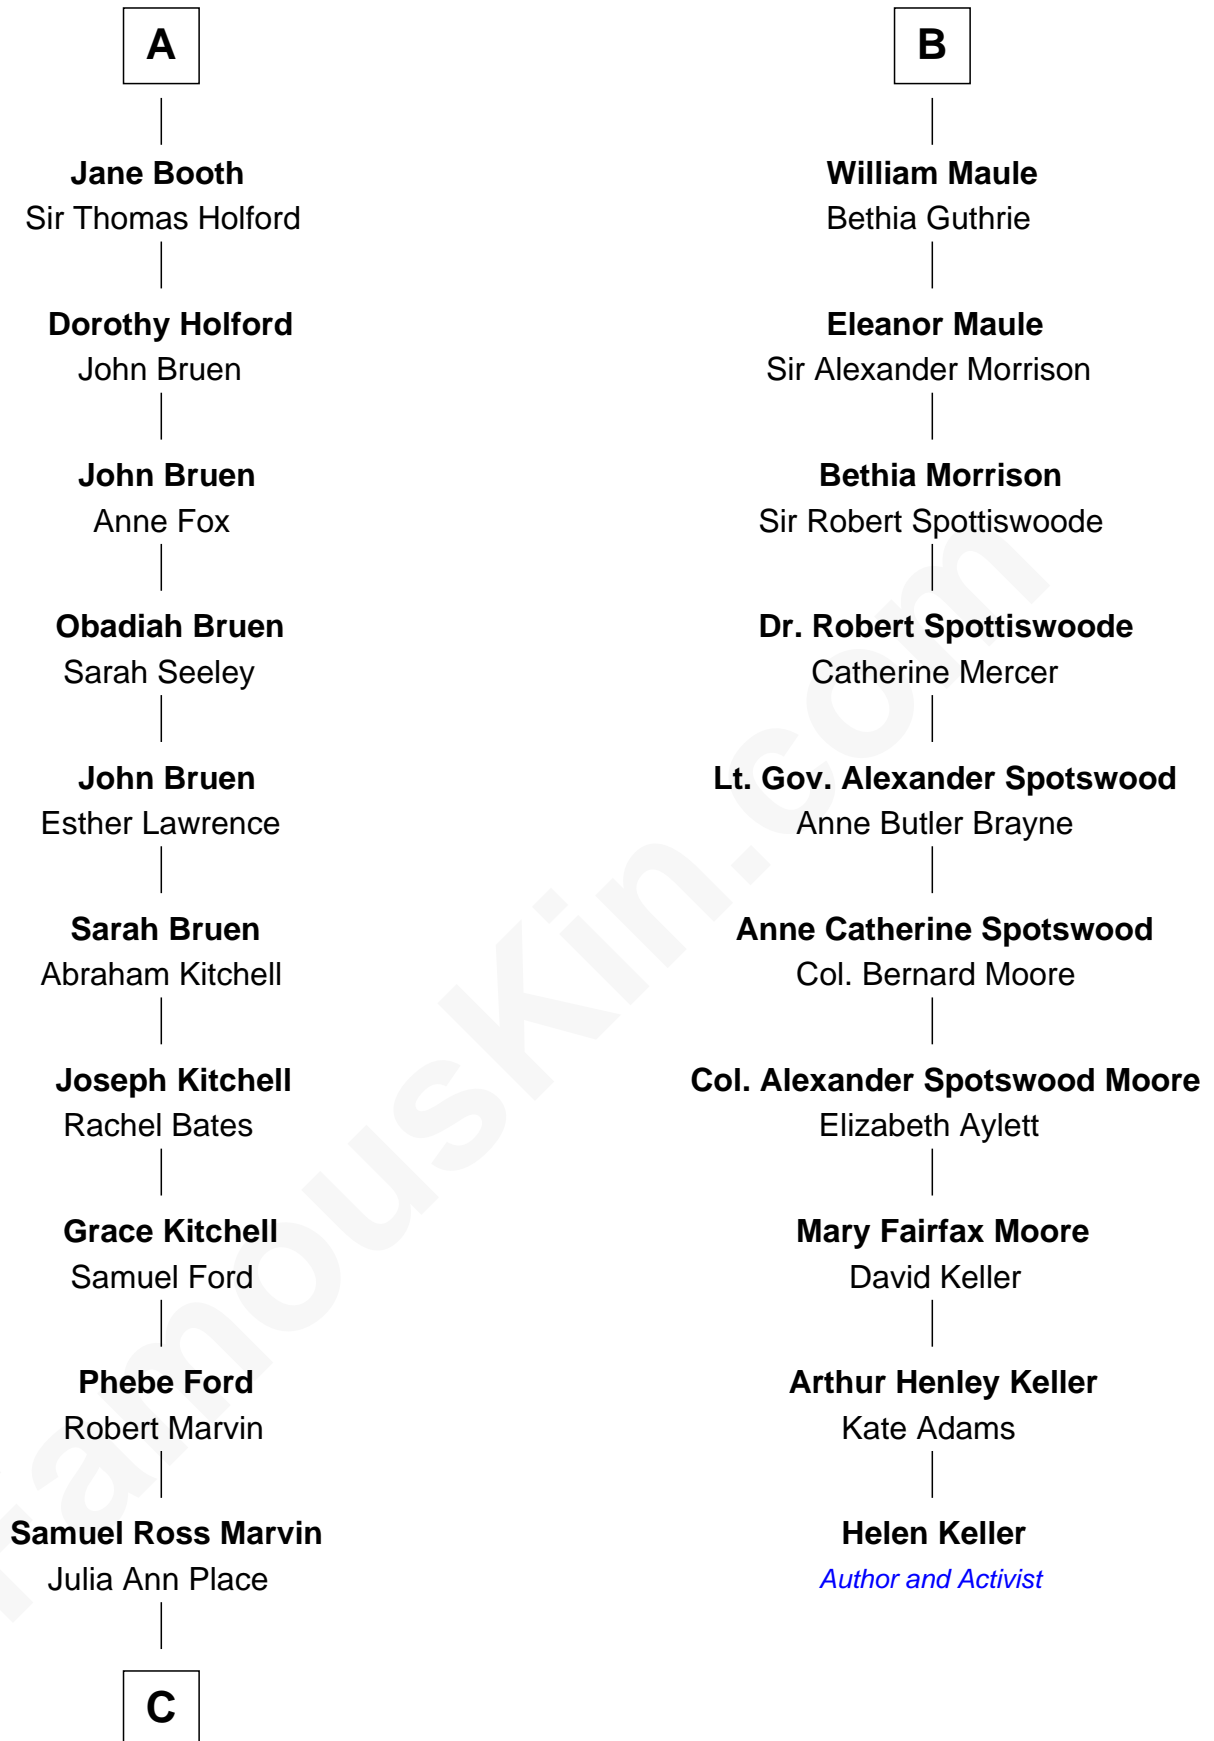 A
Jane Booth
Sir Thomas Holford
Dorothy Holford
John Bruen
John Bruen
Anne Fox
Obadiah Bruen
Sarah Seeley
John Bruen
Esther Lawrence
Sarah Bruen
Abraham Kitchell
Joseph Kitchell
Rachel Bates
Grace Kitchell
Samuel Ford
Phebe Ford
Robert Marvin
Samuel Ross Marvin
Julia Ann Place
C
B
William Maule
Bethia Guthrie
Eleanor Maule
Sir Alexander Morrison
Bethia Morrison
Sir Robert Spottiswoode
Dr. Robert Spottiswoode
Catherine Mercer
Lt. Gov. Alexander Spotswood
Anne Butler Brayne
Anne Catherine Spotswood
Col. Bernard Moore
Col. Alexander Spotswood Moore
Elizabeth Aylett
Mary Fairfax Moore
David Keller
Arthur Henley Keller
Kate Adams
Helen Keller
Author and Activist
FamousKin.com